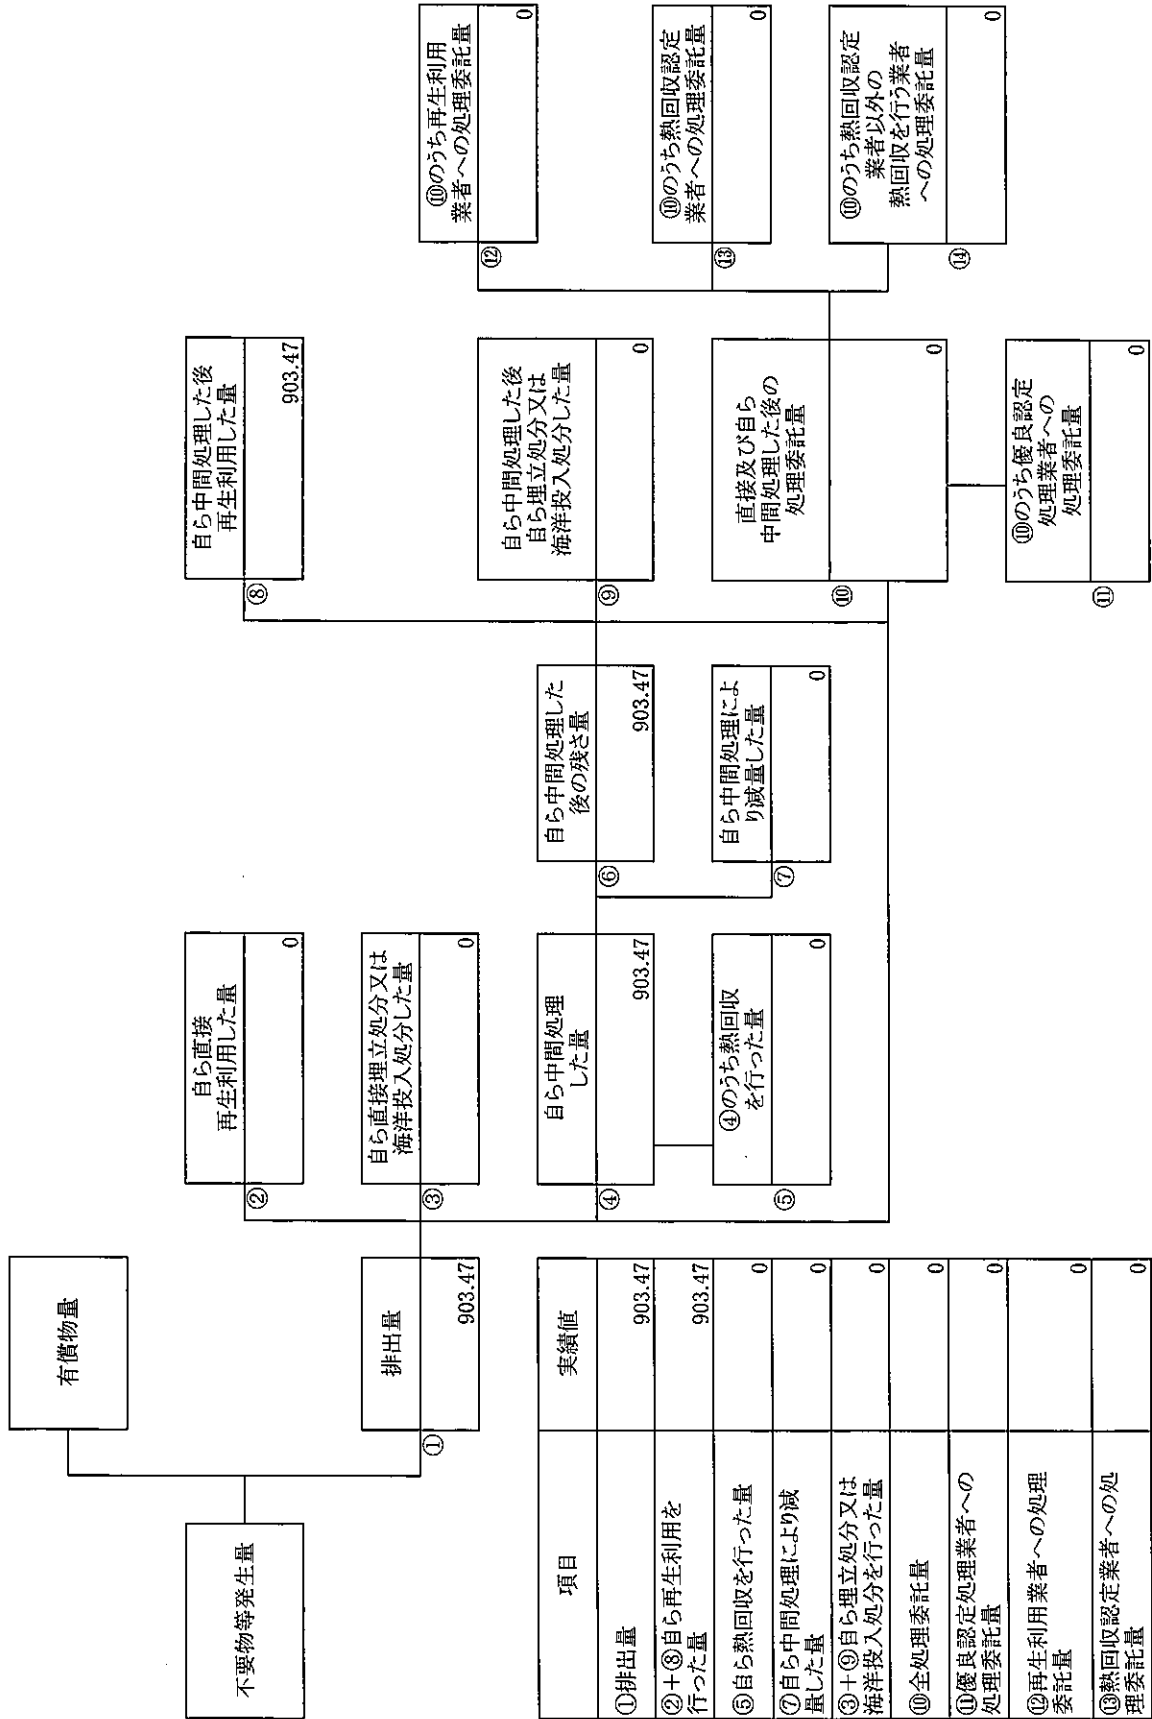 不要物等発生量
有償物量
①
排出量
903.47
②
自ら直接
再生利用した量
0
③
自ら直接埋立処分又は
海洋投入処分した量
0
④
自ら中間処理
した量
903.47
⑤
④のうち熱回収
を行った量
0
⑥
自ら中間処理した
後の残さ量
903.47
⑦
自ら中間処理によ
り減量した量
0
⑧
自ら中間処理した後
再生利用した量
903.47
⑨
自ら中間処理した後
自ら埋立処分又は
海洋投入処分した量
0
⑩
直接及び自ら
中間処理した後の
処理委託量
0
⑪
⑩のうち優良認定
処理業者への
処理委託量
0
⑫
⑩のうち再生利用
業者への処理委託量
0
⑬
⑩のうち熱回収認定
業者への処理委託量
0
⑭
⑩のうち熱回収認定
業者以外の
熱回収を行う業者
への処理委託量
0
項目 実績値
①排出量 903.47
②+⑧自ら再生利用を
行った量 903.47
⑤自ら熱回収を行った量 0
⑦自ら中間処理により減
量した量 0
③+⑨自ら埋立処分又は
海洋投入処分を行った量 0
⑩全処理委託量 0
⑪優良認定処理業者への
処理委託量 0
⑫再生利用業者への処理
委託量 0
⑬熱回収認定業者への処
理委託量 0